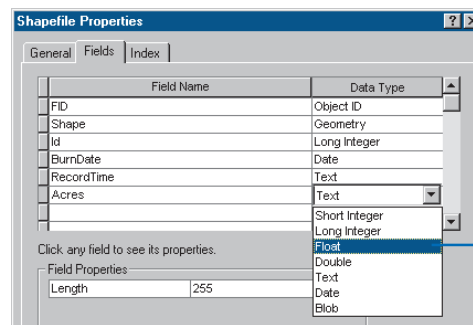 Shapefile Properties
General Fields Index
Field Name Data Type
FID Object ID
Shape Geometry
Id Long Integer
BurnDate Date
RecordTime Text
Acres Text
Short Integer
Long Integer
Float
Double
Text
Date
Blob
Click any field to see its properties.
Field Properties
Length 255